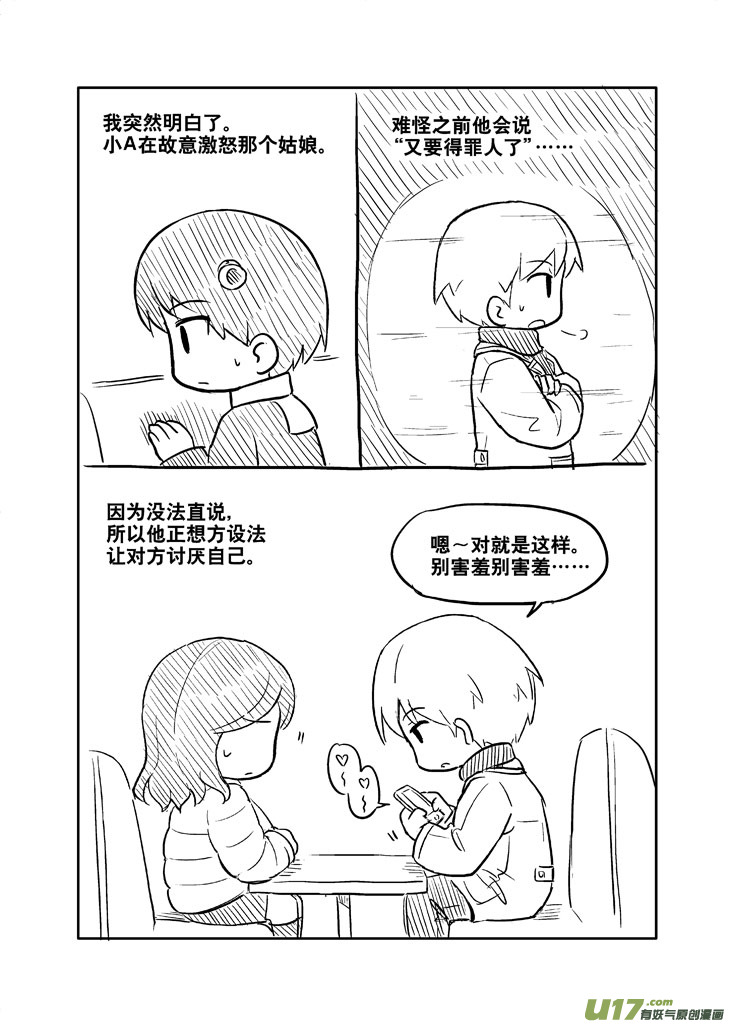 我突然明白了。
小A在故意激怒那个姑娘。
难怪之前他会说
“又要得罪人了”……
因为没法直说，
所以他正想方设法
让对方讨厌自己。
嗯～对就是这样。
别害羞别害羞……
U17.com
有妖气原创漫画